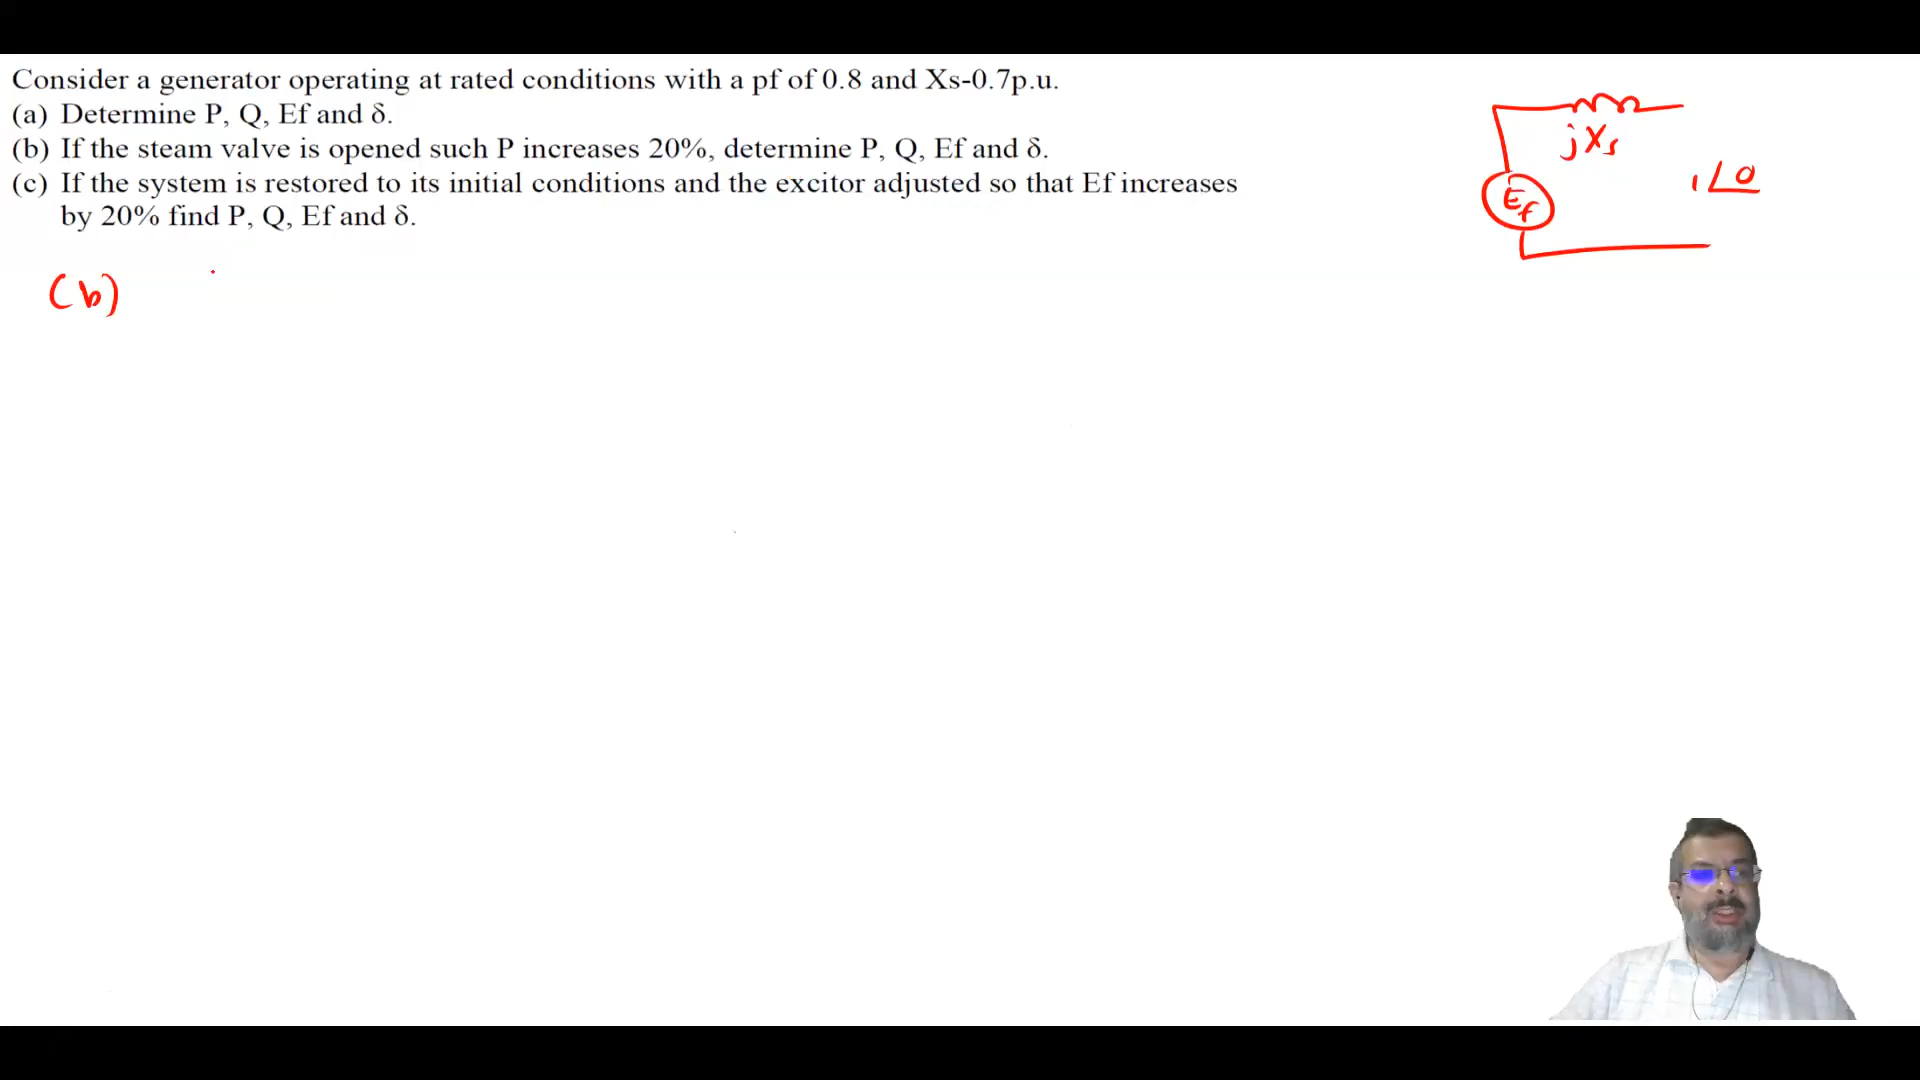 Consider a generator operating at rated conditions with a pf of 0.8 and Xs-0.7p.u.
(a) Determine P, Q, Ef and δ.
(b) If the steam valve is opened such P increases 20%, determine P, Q, Ef and δ.
(c) If the system is restored to its initial conditions and the excitor adjusted so that Ef increases
by 20% find P, Q, Ef and δ.
jXs
Ef
1∠0
(b)